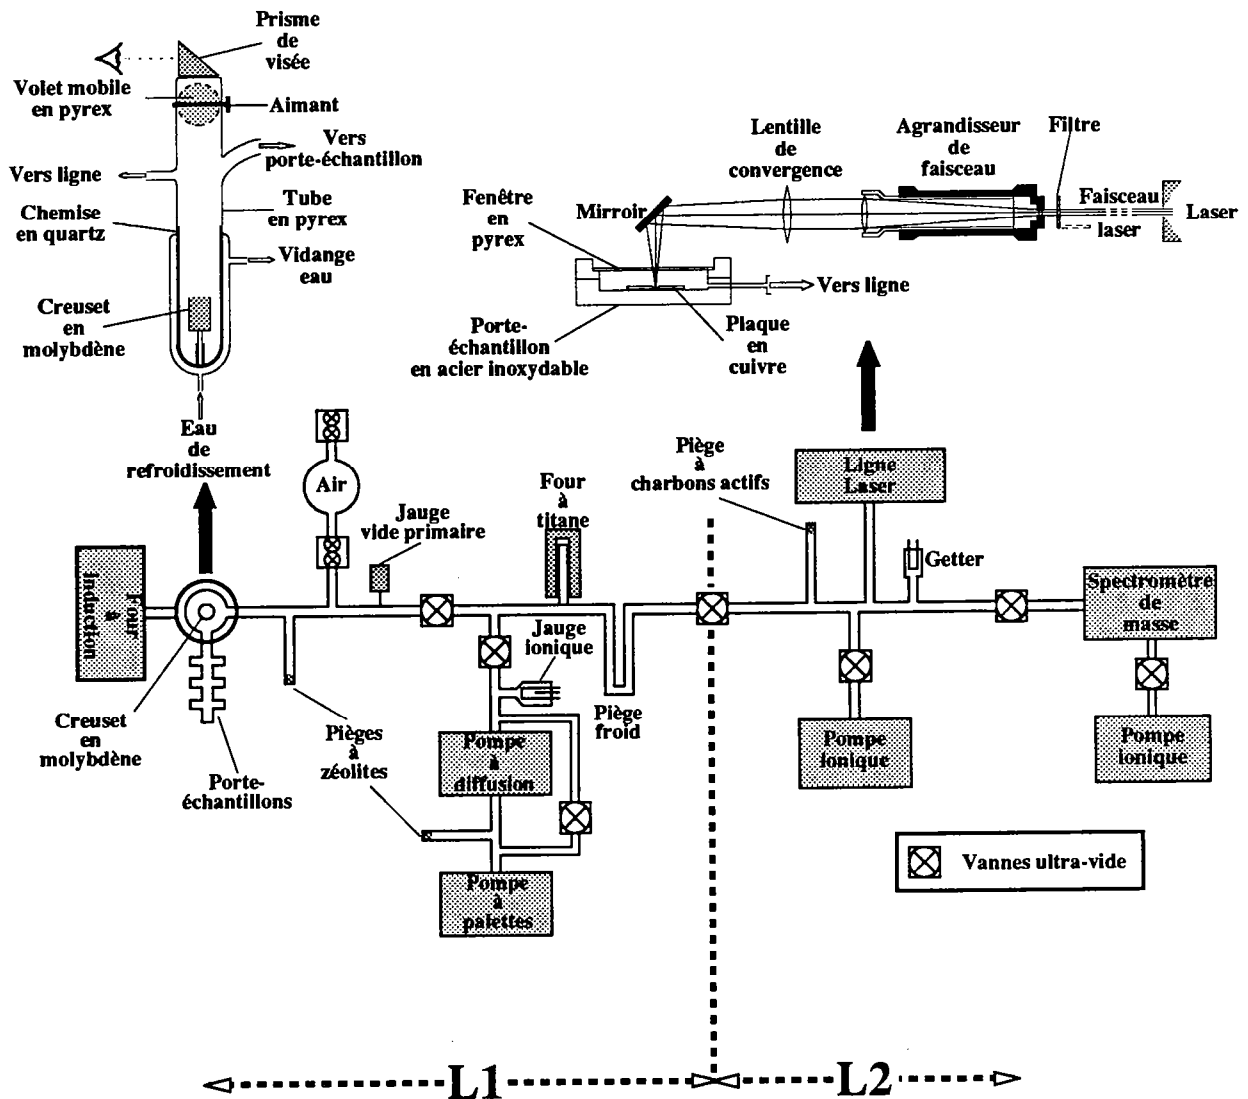 Prisme
de
visée
Volet mobile
en pyrex
Aimant
Vers
porte-échantillon
Vers ligne
Chemise
en quartz
Tube
en pyrex
Vidange
eau
Creuset
en
molybdène
Eau
de
refroidissement
Lentille
de
convergence
Agrandisseur
de
faisceau
Filtre
Fenêtre
en
pyrex
Mirroir
Faisceau
laser
Laser
Vers ligne
Porte-
échantillon
en acier inoxydable
Plaque
en
cuivre
Air
Jauge
vide primaire
Four
à
titane
Piège
à
charbons actifs
Ligne
Laser
Getter
Four
à
induction
Spectromètre
de
masse
Jauge
ionique
Piège
froid
Creuset
en
molybdène
Porte-
échantillons
Pièges
à
zéolites
Pompe
à
diffusion
Pompe
ionique
Pompe
ionique
Pompe
à
palettes
Vannes ultra-vide
L1
L2